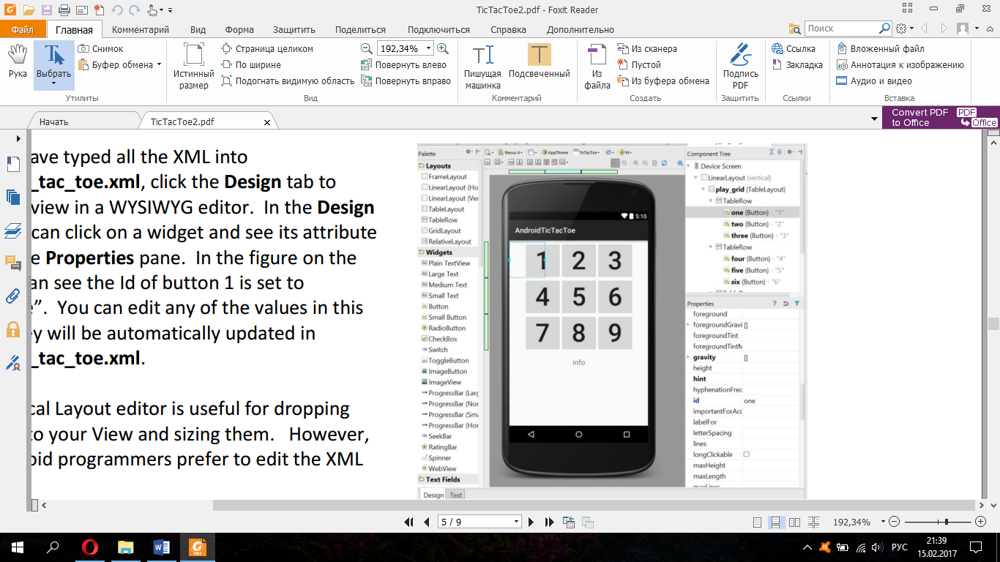 TicTacToe2.pdf - Foxit Reader
Файл Главная Комментарий Вид Форма Защитить Поделиться Подключиться Справка Дополнительно Поиск
Рука
Выбрать
Снимок
Буфер обмена
Утилиты
Истинный размер
Страница целиком
По ширине
Подогнать видимую область
192,34%
Повернуть влево
Повернуть вправо
Вид
Пишущая машинка
Подсвеченный
Комментарий
Из файла
Из сканера
Пустой
Из буфера обмена
Создать
Подпись PDF
Защитить
Ссылка
Закладка
Ссылки
Вложенный файл
Аннотация к изображению
Аудио и видео
Вставка
Начать TicTacToe2.pdf
Convert PDF to Office PDF Office
ave typed all the XML into
_tac_toe.xml, click the Design tab to
view in a WYSIWYG editor. In the Design
can click on a widget and see its attribute
e Properties pane. In the figure on the
an see the Id of button 1 is set to
e”. You can edit any of the values in this
ey will be automatically updated in
_tac_toe.xml.
cal Layout editor is useful for dropping
to your View and sizing them. However,
oid programmers prefer to edit the XML
Palette
Layouts
FrameLayout
LinearLayout (Ho
LinearLayout (Ver
TableLayout
TableRow
GridLayout
RelativeLayout
Widgets
Plain TextView
Large Text
Medium Text
Small Text
Button
Small Button
RadioButton
CheckBox
Switch
ToggleButton
ImageButton
ImageView
ProgressBar (Larg
ProgressBar (Nor
ProgressBar (Sma
ProgressBar (Hor
SeekBar
RatingBar
Spinner
WebView
Text Fields
Design Text
Nexus 4 AppTheme TicTacToe M
5:10
AndroidTicTacToe
1 2 3
4 5 6
7 8 9
info
Component Tree
Device Screen
LinearLayout (vertical)
play_grid (TableLayout)
TableRow
one (Button) - "1"
two (Button) - "2"
three (Button) - "3"
TableRow
four (Button) - "4"
five (Button) - "5"
six (Button) - "6"
Properties
foreground
foregroundGravi []
foregroundTint
foregroundTintM
gravity []
height
hint
hyphenationFrec
id one
importantForAcc
labelFor
letterSpacing
lines
longClickable
maxHeight
maxLength
maxLines
5 / 9
192,34%
РУС
21:39
15.02.2017